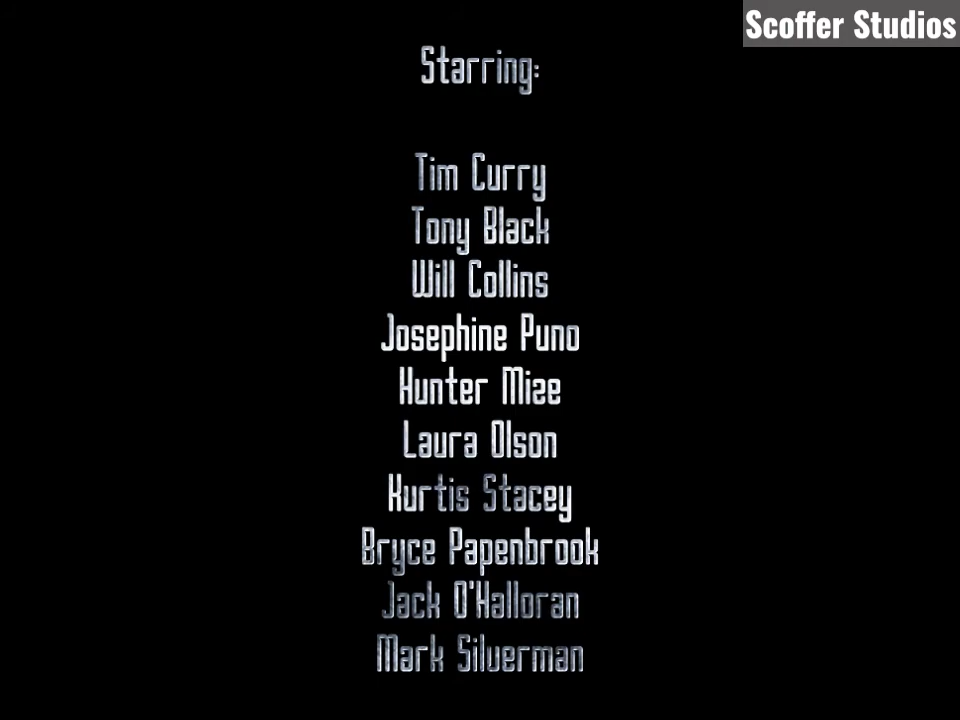 Scoffer Studios
Starring:
Tim Curry
Tony Black
Will Collins
Josephine Puno
Hunter Mize
Laura Olson
Kurtis Stacey
Bryce Papenbrook
Jack O'Halloran
Mark Silverman